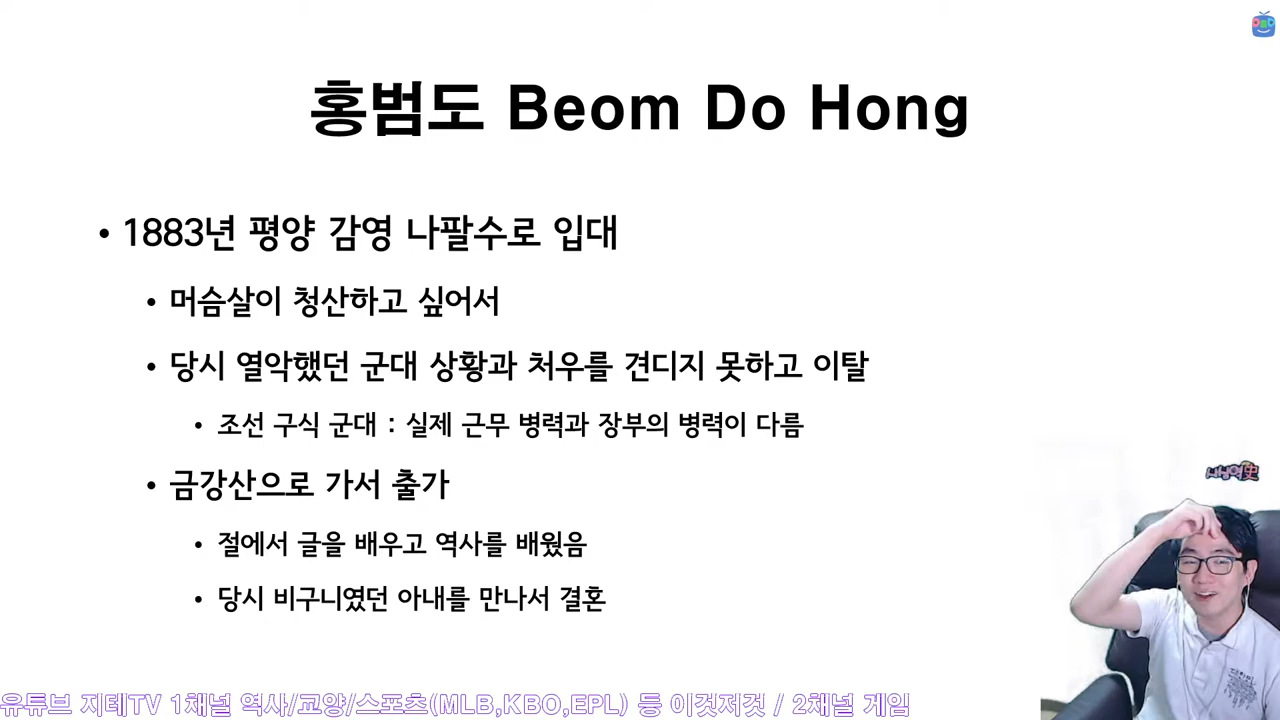 홍범도 Beom Do Hong
• 1883년 평양 감영 나팔수로 입대
• 머슴살이 청산하고 싶어서
• 당시 열악했던 군대 상황과 처우를 견디지 못하고 이탈
• 조선 구식 군대 : 실제 근무 병력과 장부의 병력이 다름
• 금강산으로 가서 출가
• 절에서 글을 배우고 역사를 배웠음
• 당시 비구니였던 아내를 만나서 결혼
유튜브 지테TV 1채널 역사/교양/스포츠(MLB,KBO,EPL) 등 이것저것 / 2채널 게임